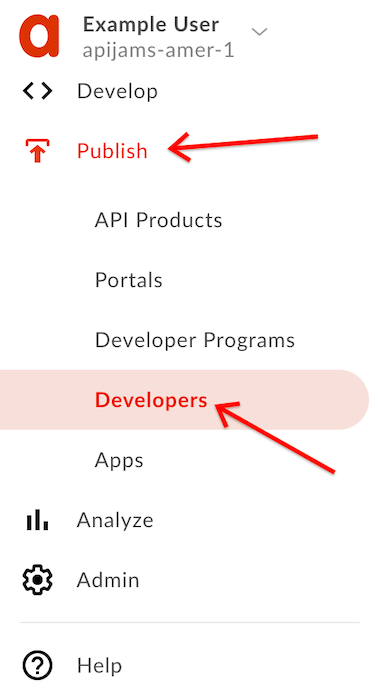 Example User
apijams-amer-1
Develop
Publish
API Products
Portals
Developer Programs
Developers
Apps
Analyze
Admin
Help